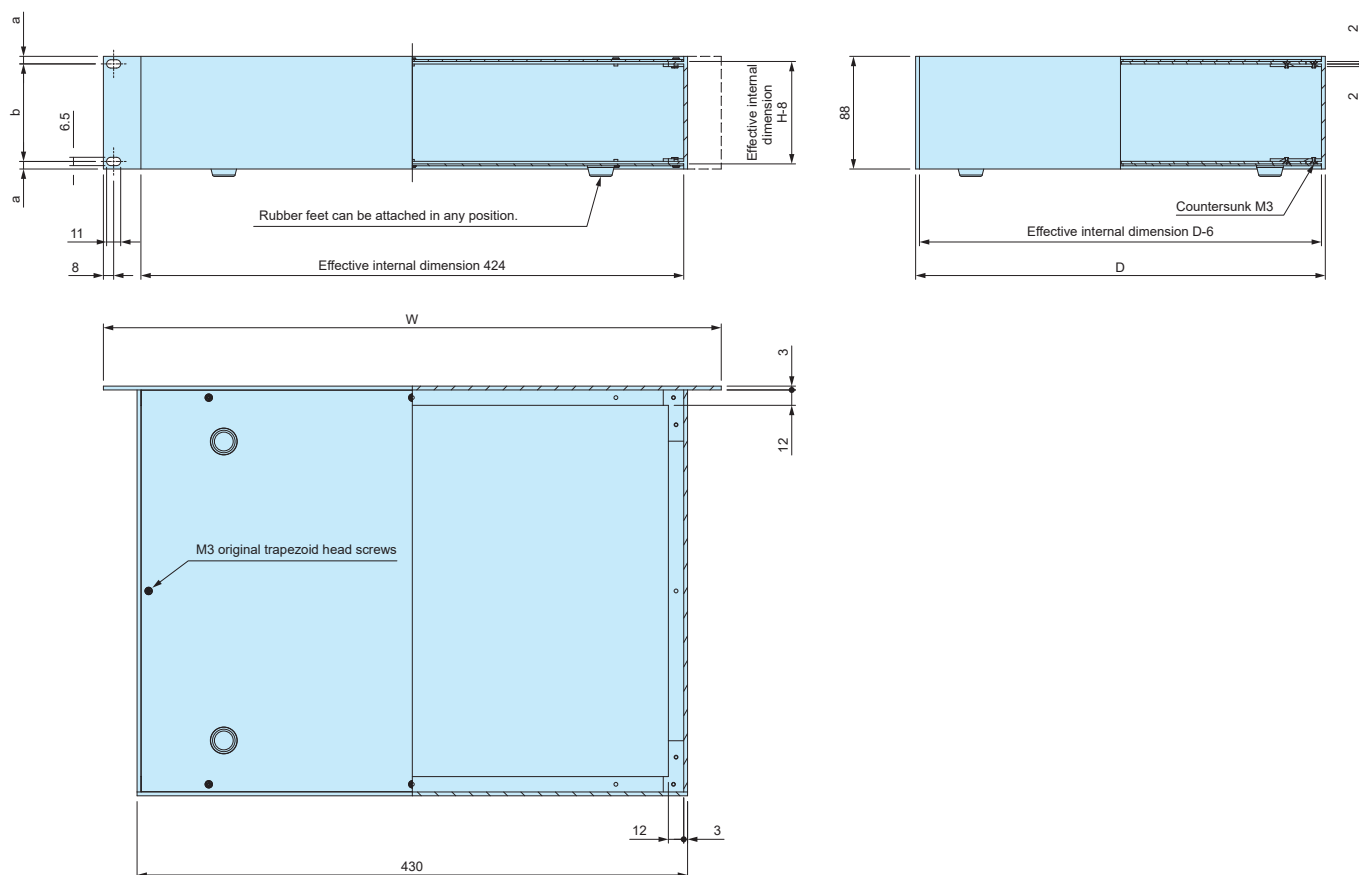 a
b
6.5
a
11
8
Effective internal
dimension
H-8
Rubber feet can be attached in any position.
Effective internal dimension 424
2
2
88
Countersunk M3
Effective internal dimension D-6
D
W
3
12
M3 original trapezoid head screws
12
3
430